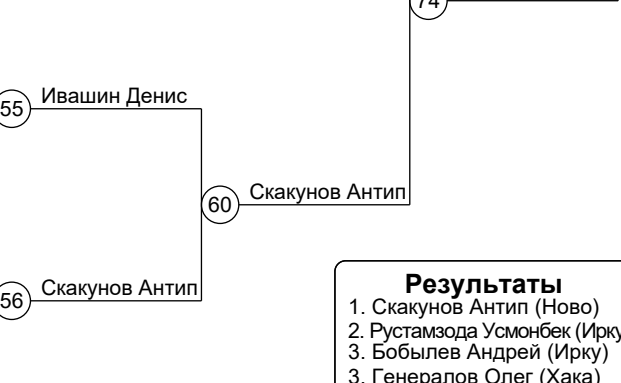 74
Ивашин Денис
55
Скакунов Антип
60
Скакунов Антип
56
Результаты
1. Скакунов Антип (Ново)
2. Рустамзода Усмонбек (Ирку
3. Бобылев Андрей (Ирку)
3. Генералов Олег (Хака)